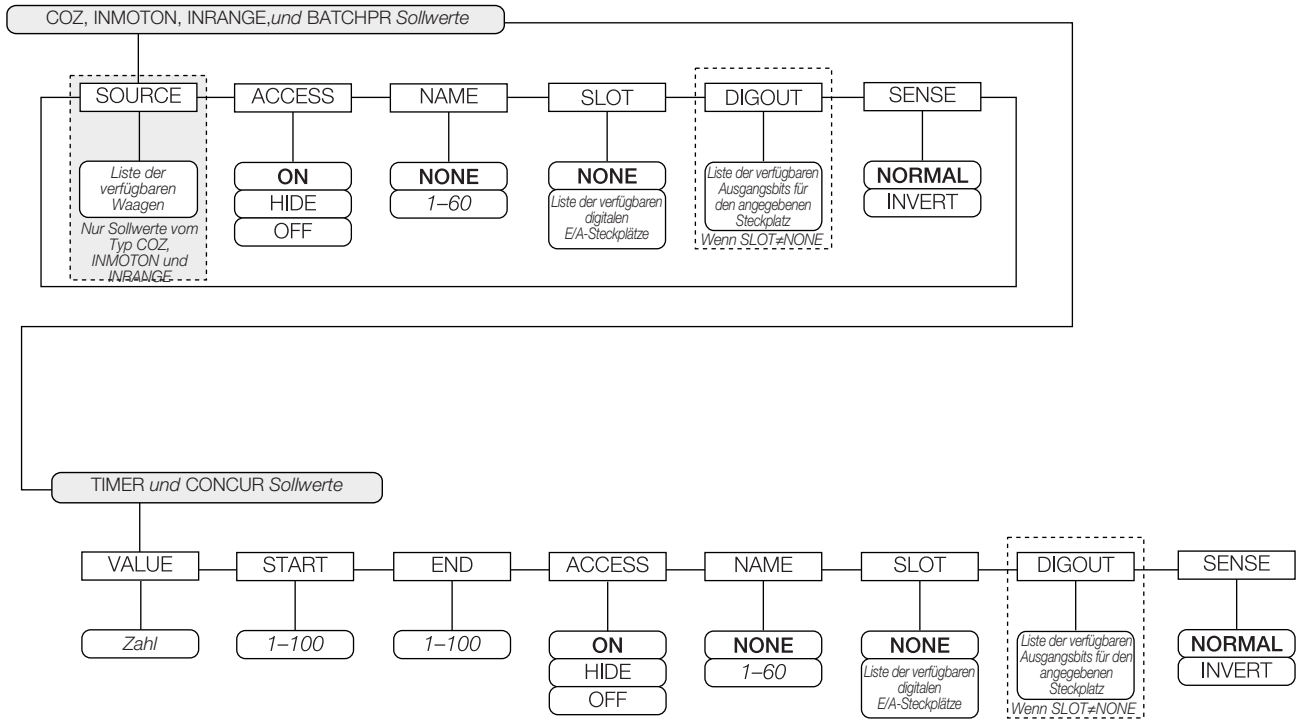 COZ, INMOTON, INRANGE,und BATCHPR Sollwerte
SOURCE
ACCESS
NAME
SLOT
DIGOUT
SENSE
Liste der
verfügbaren
Waagen
Nur Sollwerte vom
Typ COZ,
INMOTON und
INRANGE
ON
HIDE
OFF
NONE
1–60
NONE
Liste der verfügbaren
digitalen
E/A-Steckplätze
Liste der verfügbaren
Ausgangsbits für
den angegebenen
Steckplatz
Wenn SLOT≠NONE
NORMAL
INVERT
TIMER und CONCUR Sollwerte
VALUE
START
END
ACCESS
NAME
SLOT
DIGOUT
SENSE
Zahl
1–100
1–100
ON
HIDE
OFF
NONE
1–60
NONE
Liste der verfügbaren
digitalen
E/A-Steckplätze
Liste der verfügbaren
Ausgangsbits für den
angegebenen
Steckplatz
Wenn SLOT≠NONE
NORMAL
INVERT